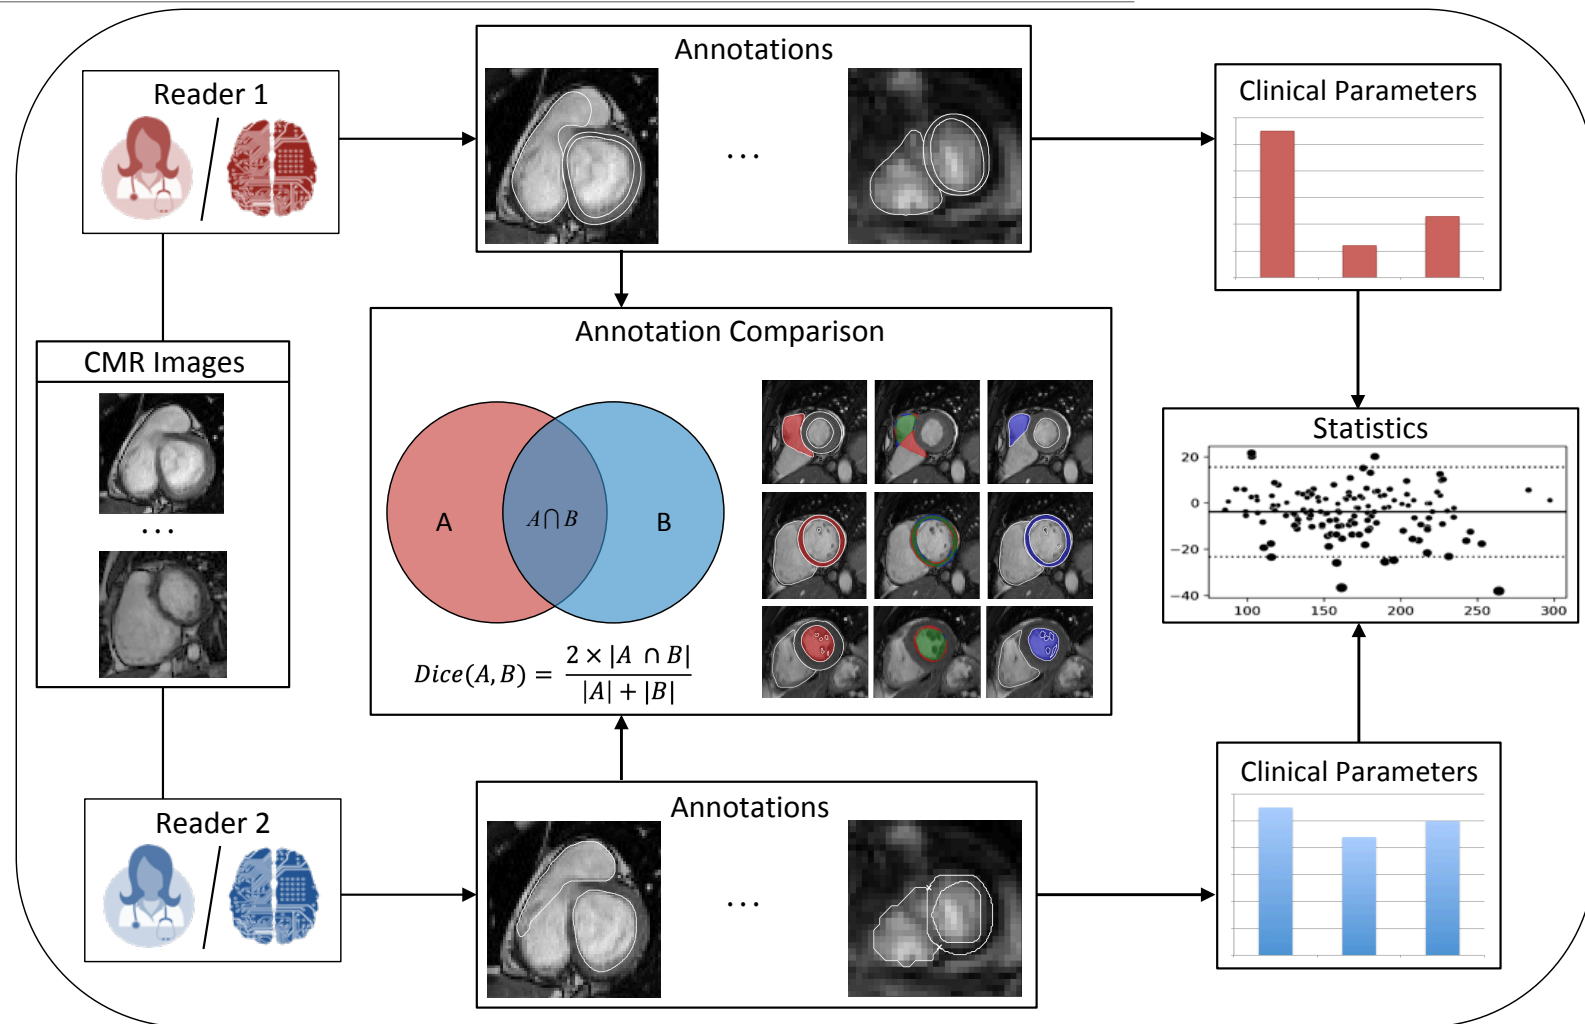 Annotations
Reader 1
...
Clinical Parameters
Annotation Comparison
CMR Images
...
A
A⋂B
B
Dice(A, B) = 2 × |A ∩ B| / |A| + |B|
Statistics
20
0
−20
−40
100
150
200
250
300
Clinical Parameters
Annotations
Reader 2
...